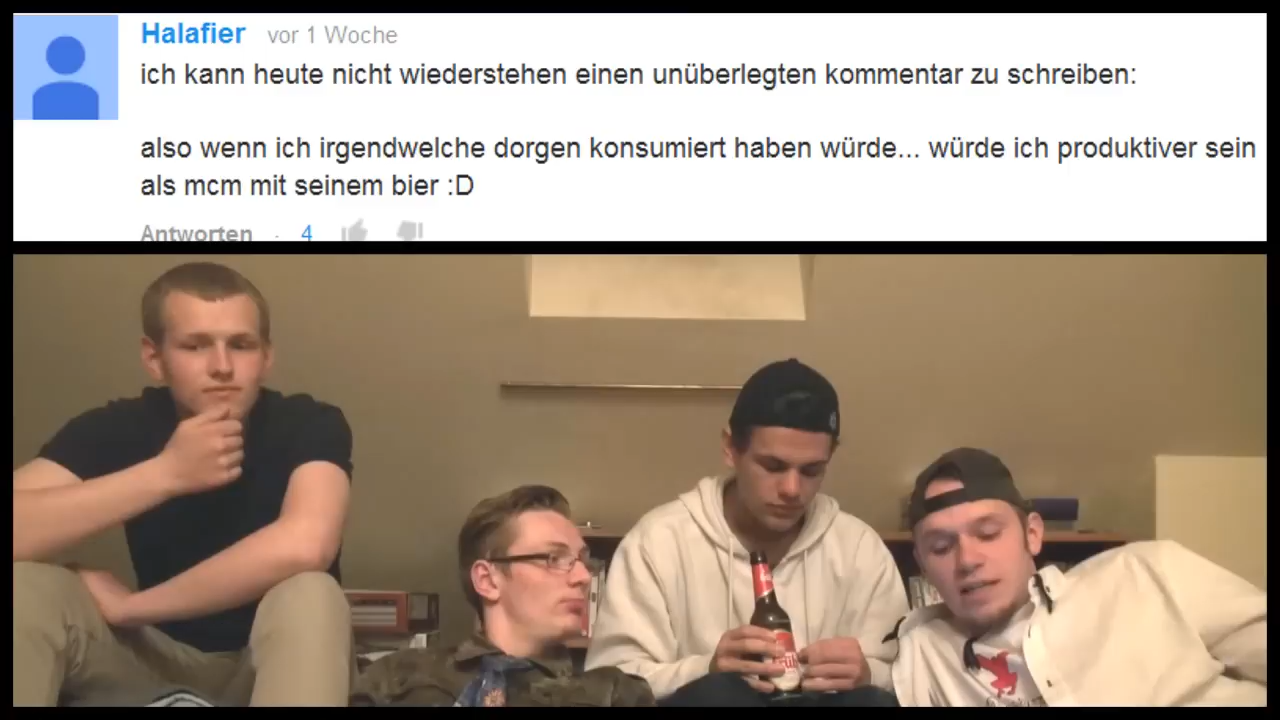 Halafier vor 1 Woche
ich kann heute nicht wiederstehen einen unüberlegten kommentar zu schreiben:
also wenn ich irgendwelche dorgen konsumiert haben würde... würde ich produktiver sein
als mcm mit seinem bier :D
Antworten · 4